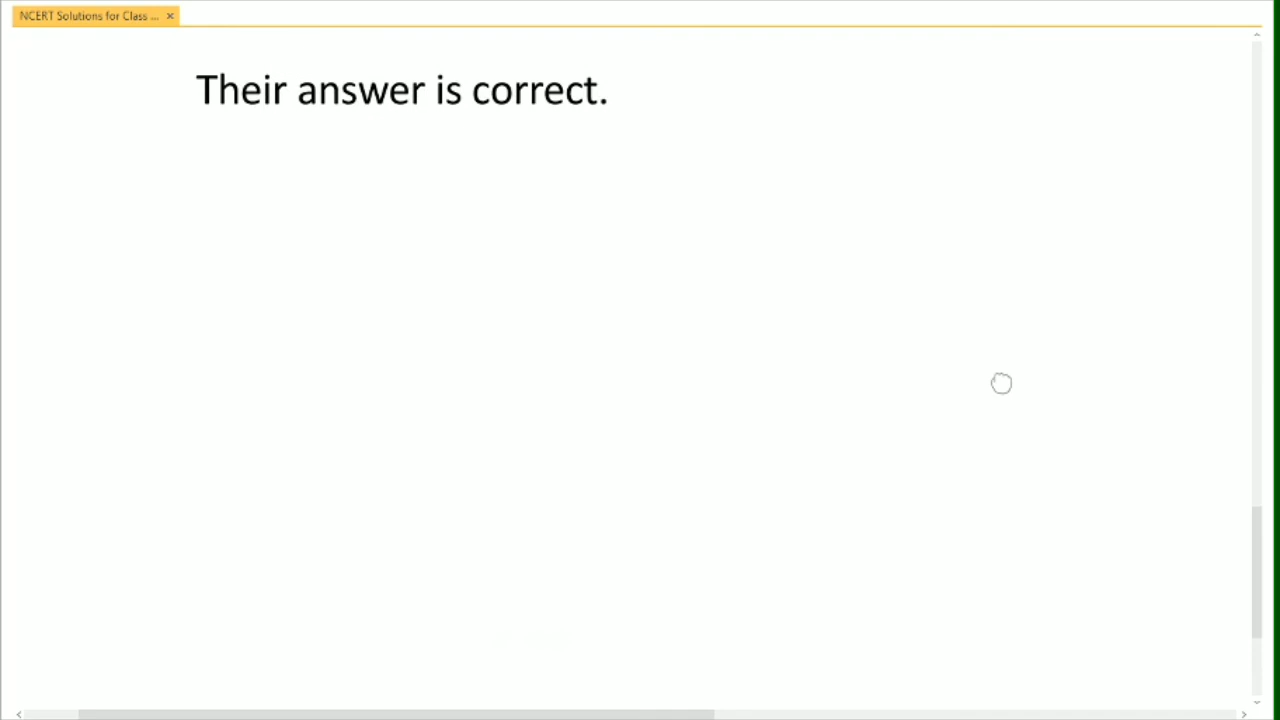 NCERT Solutions for Class ...
Their answer is correct.